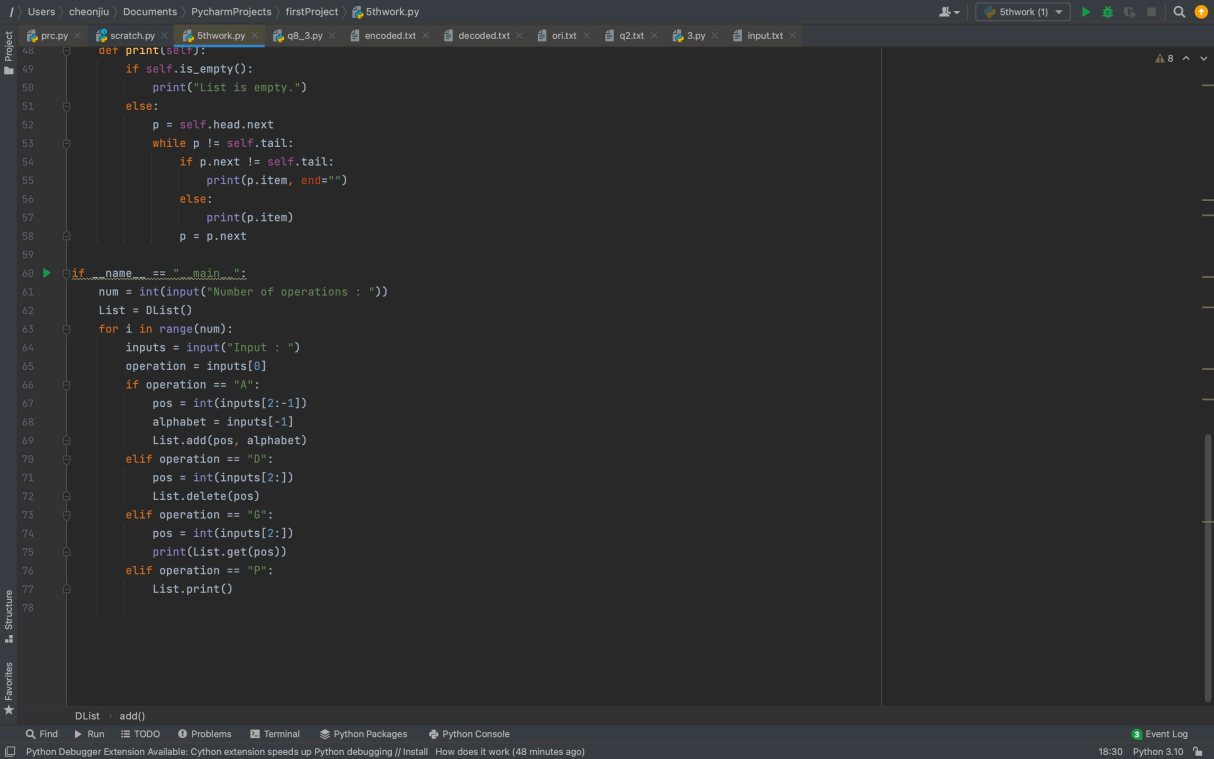 / Users Documents PycharmProjects firstProject 5thwork.py 5thwork (1)
cheonjiu
prc.py scratch.py 5thwork.py q8_3.py encoded.txt decoded.txt ori.txt q2.txt 3.py input.txt
Project
48 def print(self):
8
49 if self.is_empty():
50 print("List is empty.")
51 else:
52 p = self.head.next
53 while p != self.tail:
54 if p.next != self.tail:
55 print(p.item, end="")
56 else:
57 print(p.item)
58 p = p.next
59
60 if __name__ == "__main__":
61 num = int(input("Number of operations : "))
62 List = DList()
63 for i in range(num):
64 inputs = input("Input : ")
65 operation = inputs[0]
66 if operation == "A":
67 pos = int(inputs[2:-1])
68 alphabet = inputs[-1]
69 List.add(pos, alphabet)
70 elif operation == "D":
71 pos = int(inputs[2:])
72 List.delete(pos)
73 elif operation == "G":
74 pos = int(inputs[2:])
75 print(List.get(pos))
76 elif operation == "P":
77 List.print()
78
Structure
Favorites
DList add()
Find Run TODO Problems Terminal Python Packages Python Console 3 Event Log
Python Debugger Extension Available: Cython extension speeds up Python debugging // Install How does it work (48 minutes ago) 18:30 Python 3.10